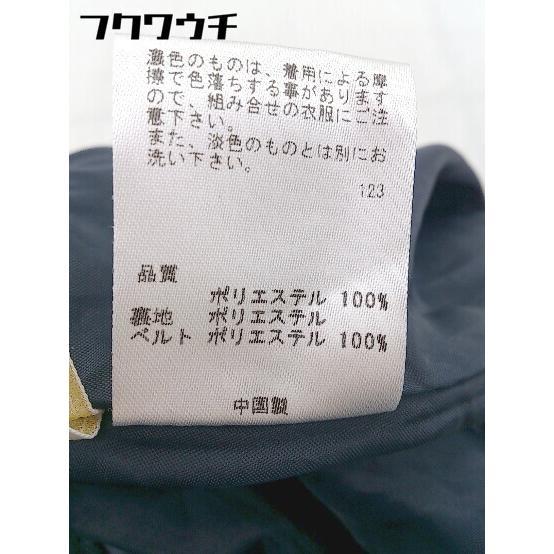 フクワウチ
濃色のものは、着用による摩
擦で色落ちする事があります
ので、組み合せの衣服にご注
意下さい。
また、淡色のものとは別にお
洗い下さい。
123
品質
ポリエステル 100%
裏地 ポリエステル
ベルト ポリエステル 100%
中国製